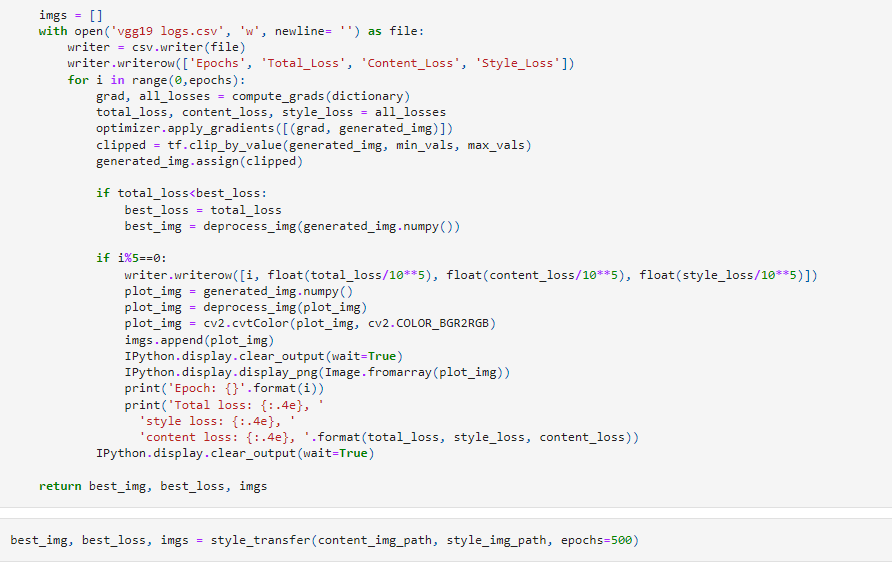 imgs = []
with open('vgg19 logs.csv', 'w', newline= '') as file:
    writer = csv.writer(file)
    writer.writerow(['Epochs', 'Total_Loss', 'Content_Loss', 'Style_Loss'])
    for i in range(0,epochs):
        grad, all_losses = compute_grads(dictionary)
        total_loss, content_loss, style_loss = all_losses
        optimizer.apply_gradients([(grad, generated_img)])
        clipped = tf.clip_by_value(generated_img, min_vals, max_vals)
        generated_img.assign(clipped)

        if total_loss<best_loss:
            best_loss = total_loss
            best_img = deprocess_img(generated_img.numpy())

        if i%5==0:
            writer.writerow([i, float(total_loss/10**5), float(content_loss/10**5), float(style_loss/10**5)])
            plot_img = generated_img.numpy()
            plot_img = deprocess_img(plot_img)
            plot_img = cv2.cvtColor(plot_img, cv2.COLOR_BGR2RGB)
            imgs.append(plot_img)
            IPython.display.clear_output(wait=True)
            IPython.display.display_png(Image.fromarray(plot_img))
            print('Epoch: {}'.format(i))
            print('Total loss: {:.4e}, '
              'style loss: {:.4e}, '
              'content loss: {:.4e}, '.format(total_loss, style_loss, content_loss))
        IPython.display.clear_output(wait=True)

return best_img, best_loss, imgs

best_img, best_loss, imgs = style_transfer(content_img_path, style_img_path, epochs=500)